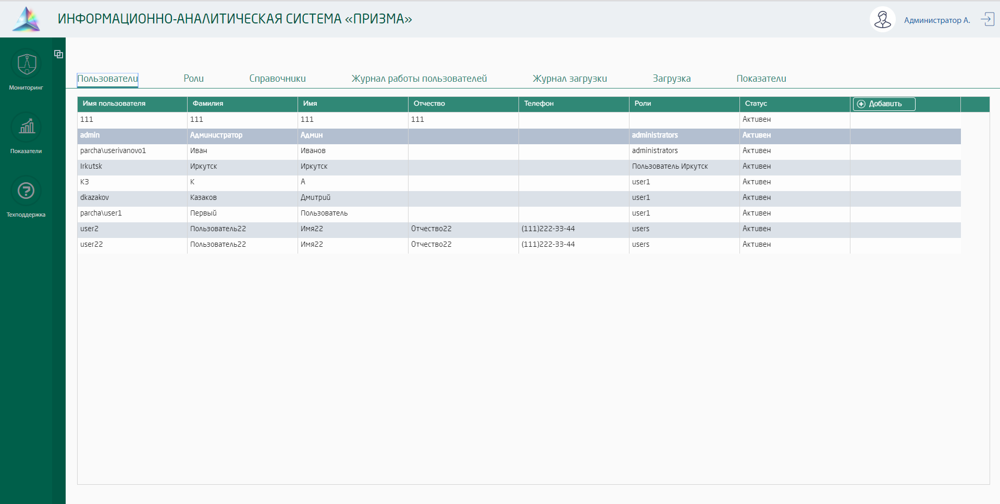 ИНФОРМАЦИОННО-АНАЛИТИЧЕСКАЯ СИСТЕМА «ПРИЗМА»
Администратор А.
Мониторинг
Показатели
Техподдержка
Пользователи Роли Справочники Журнал работы пользователей Журнал загрузки Загрузка Показатели
Имя пользователя Фамилия Имя Отчество Телефон Роли Статус Добавить
111 111 111 111 Активен
admin Администратор Админ administrators Активен
parcha\userivanovo1 Иван Иванов administrators Активен
Irkutsk Иркутск Иркутск Пользователь Иркутск Активен
КЗ К А user1 Активен
dkazakov Казаков Дмитрий user1 Активен
parcha\user1 Первый Пользователь user1 Активен
user2 Пользователь22 Имя22 Отчество22 (111)222-33-44 users Активен
user22 Пользователь22 Имя22 Отчество22 (111)222-33-44 users Активен